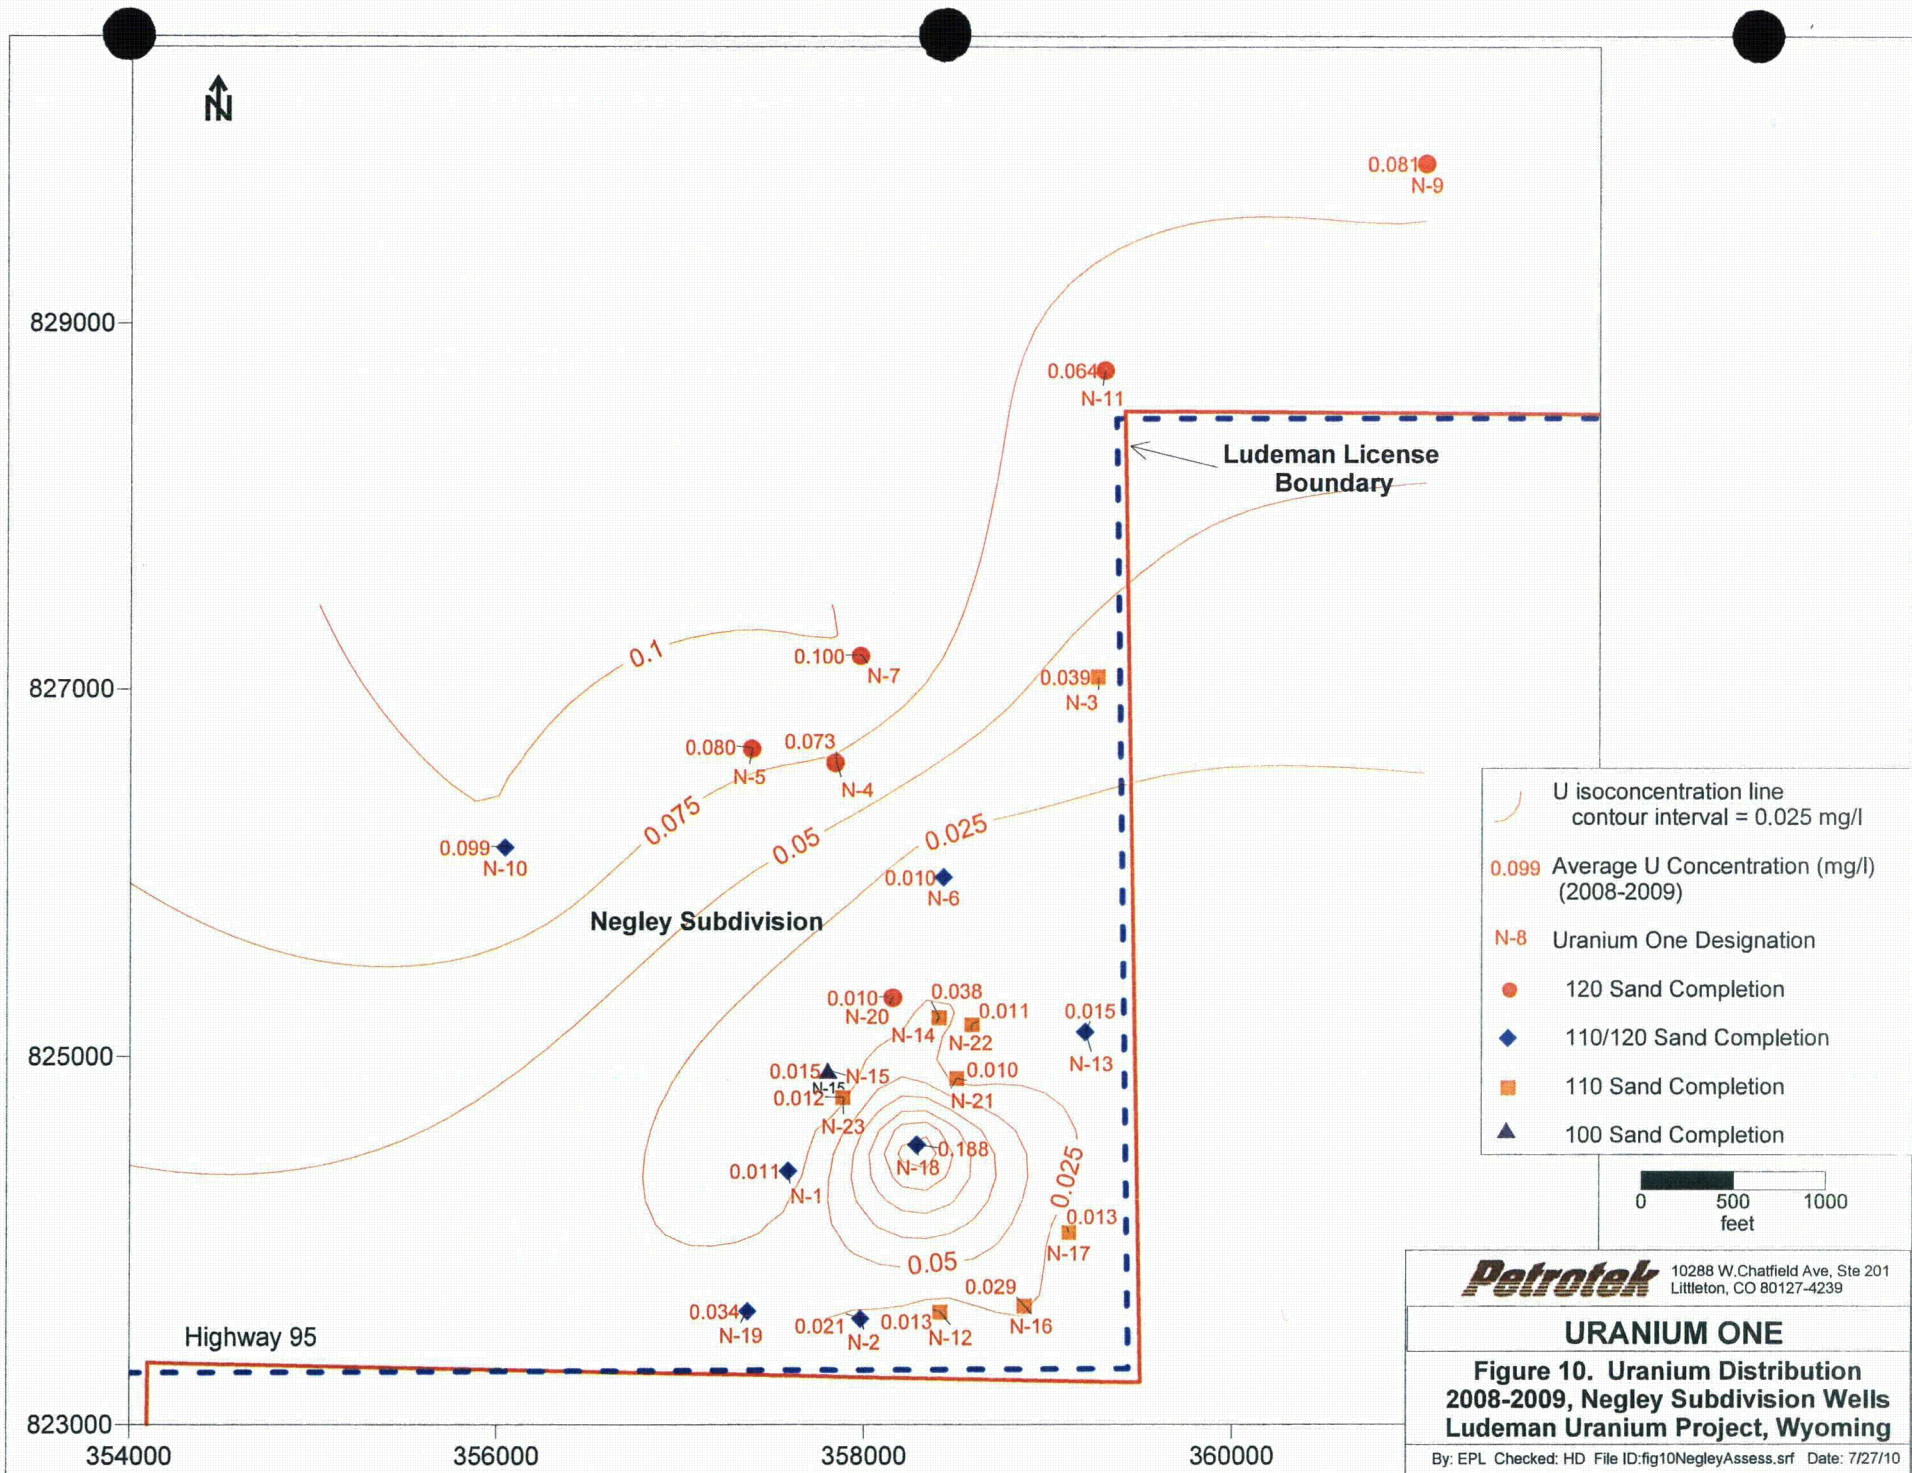 N
0.081
N-9
829000
0.064
N-11
Ludeman License
Boundary
0.1
0.100
N-7
827000
0.039
N-3
0.080
N-5
0.073
N-4
0.075
0.05
0.025
0.099
N-10
0.010
N-6
Negley Subdivision
0.010
N-20
0.038
N-14
0.011
N-22
0.015
N-13
825000
0.015
N-15
N-15
0.012
N-23
0.010
N-21
0.188
N-18
0.011
N-1
0.025
0.013
N-17
0.05
0.029
N-16
0.034
N-19
0.021
N-2
0.013
N-12
Highway 95
823000
354000
356000
358000
360000
U isoconcentration line
contour interval = 0.025 mg/l
0.099 Average U Concentration (mg/l)
(2008-2009)
N-8 Uranium One Designation
120 Sand Completion
110/120 Sand Completion
110 Sand Completion
100 Sand Completion
0 500 1000
feet
Petrotek
10288 W.Chatfield Ave, Ste 201
Littleton, CO 80127-4239
URANIUM ONE
Figure 10. Uranium Distribution
2008-2009, Negley Subdivision Wells
Ludeman Uranium Project, Wyoming
By: EPL Checked: HD File ID:fig10NegleyAssess.srf Date: 7/27/10